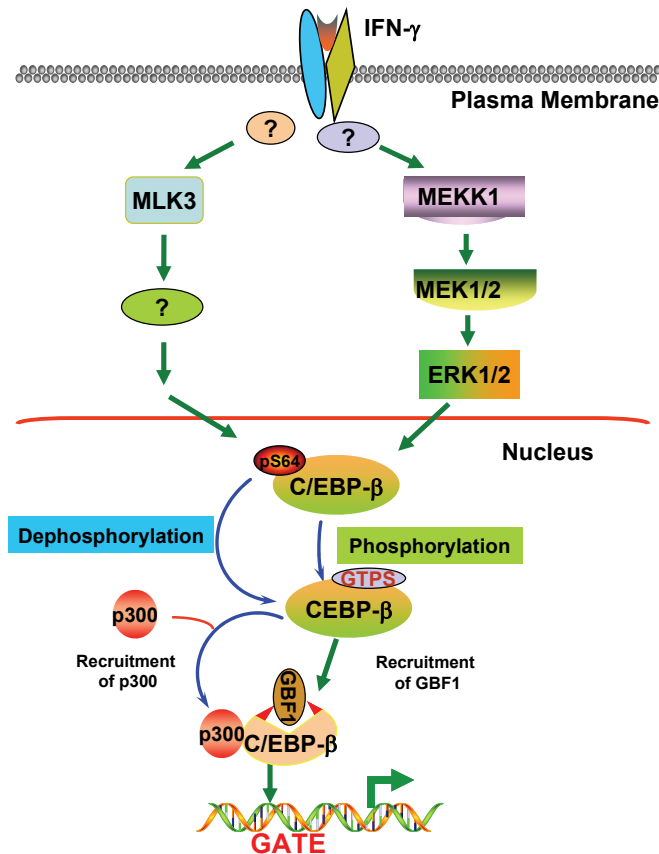 IFN-γ
Plasma Membrane
?
?
MLK3
MEKK1
?
MEK1/2
ERK1/2
Nucleus
pS64
C/EBP-β
Dephosphorylation
Phosphorylation
GTPS
CEBP-β
p300
Recruitment
of p300
Recruitment
of GBF1
GBF1
p300
C/EBP-β
GATE